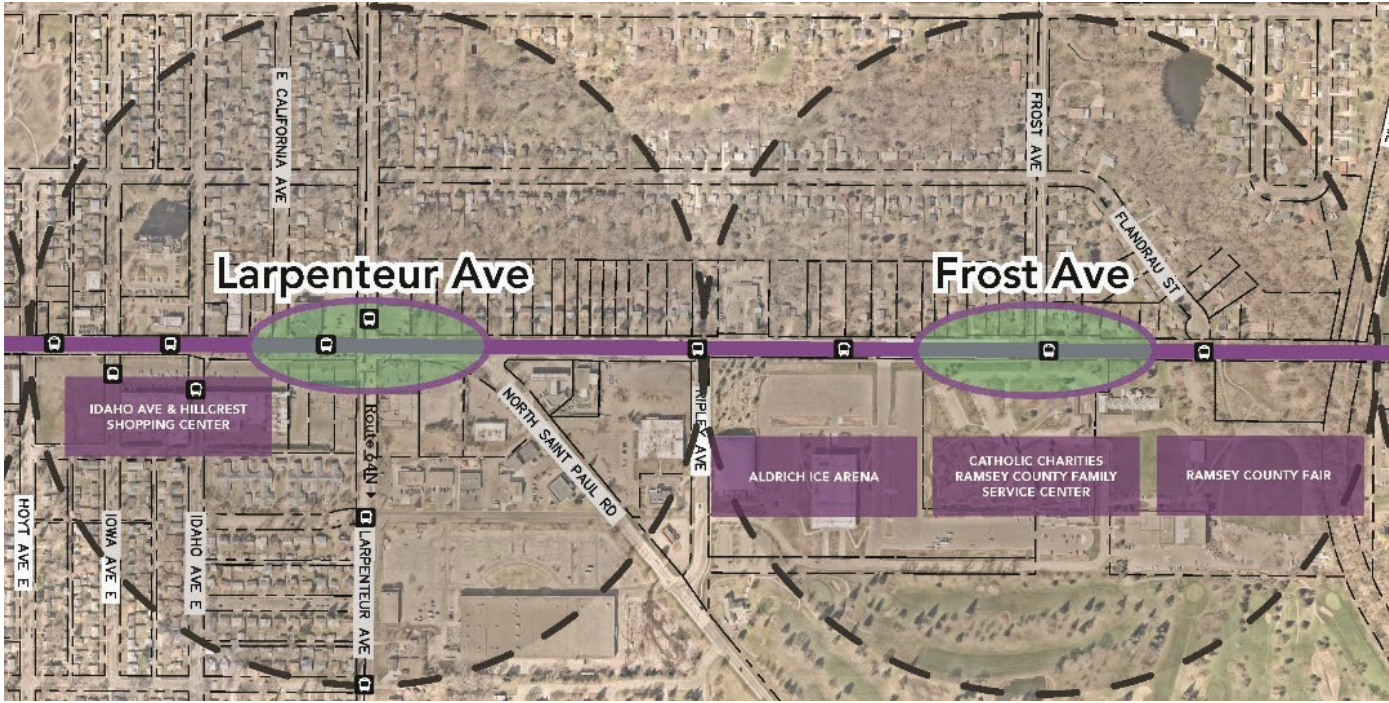 E CALIFORNIA AVE
FROST AVE
FLANDRAU ST
Larpenteur Ave
Frost Ave
IDAHO AVE & HILLCREST
SHOPPING CENTER
Route 64N
NORTH SAINT PAUL RD
RIPLEY AVE
ALDRICH ICE ARENA
CATHOLIC CHARITIES
RAMSEY COUNTY FAMILY
SERVICE CENTER
RAMSEY COUNTY FAIR
HOYT AVE E
IOWA AVE E
IDAHO AVE E
LARPENTEUR AVE